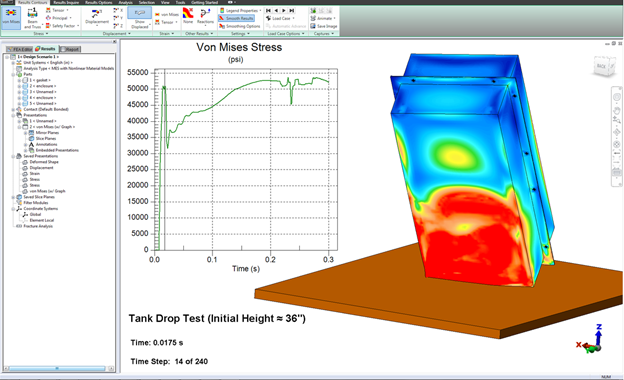 Results Contours Results Inquire Results Options Analysis View Tools Getting Started
von Mises Beam and Truss Tensor Displacement Show Displaced von Mises None Reactions Legend Properties Load Case Animate
Principal Tensor Smooth Results Save Image
Safety Factor
Stress Displacement Strain Other Results Settings Load Case Options Captures
FEA Editor Results Report
1< Design Scenario 1 >
Unit Systems < English (in) >
Analysis Type < MES with Nonlinear Material Models
Parts
1 < gasket >
2 < enclosure >
3 < Unnamed >
4 < enclosure >
5 < Unnamed >
Contact (Default: Bonded)
Presentations
1 < Unnamed >
2 < von Mises (w/ Graph) >
Mirror Planes
Slice Planes
Annotations
Embedded Presentations
Saved Presentations
Deformed Shape
Displacement
Strain
Stress
Stress
von Mises (w/ Graph)
Saved Slice Planes
Filter Modules
Coordinate Systems
Global
Element Local
Fracture Analysis
Von Mises Stress
(psi)
55000
50000
45000
40000
35000
30000
25000
20000
15000
10000
5000
0
0.0 0.1 0.2 0.3
Time (s)
Tank Drop Test (Initial Height ≈ 36")
Time: 0.0175 s
Time Step: 14 of 240
Z
X
NUM